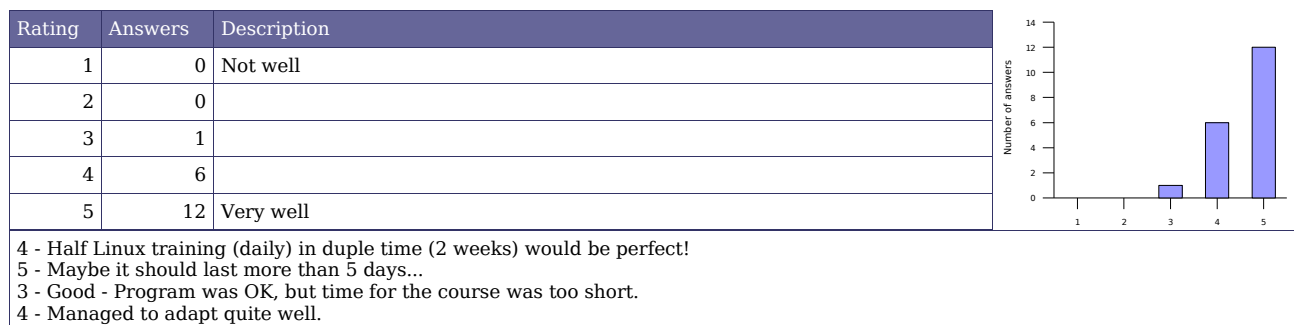 Rating Answers Description
1 0 Not well
2 0
3 1
4 6
5 12 Very well
14
12
10
8
6
4
2
0
Number of answers
1 2 3 4 5
4 - Half Linux training (daily) in duple time (2 weeks) would be perfect!
5 - Maybe it should last more than 5 days...
3 - Good - Program was OK, but time for the course was too short.
4 - Managed to adapt quite well.